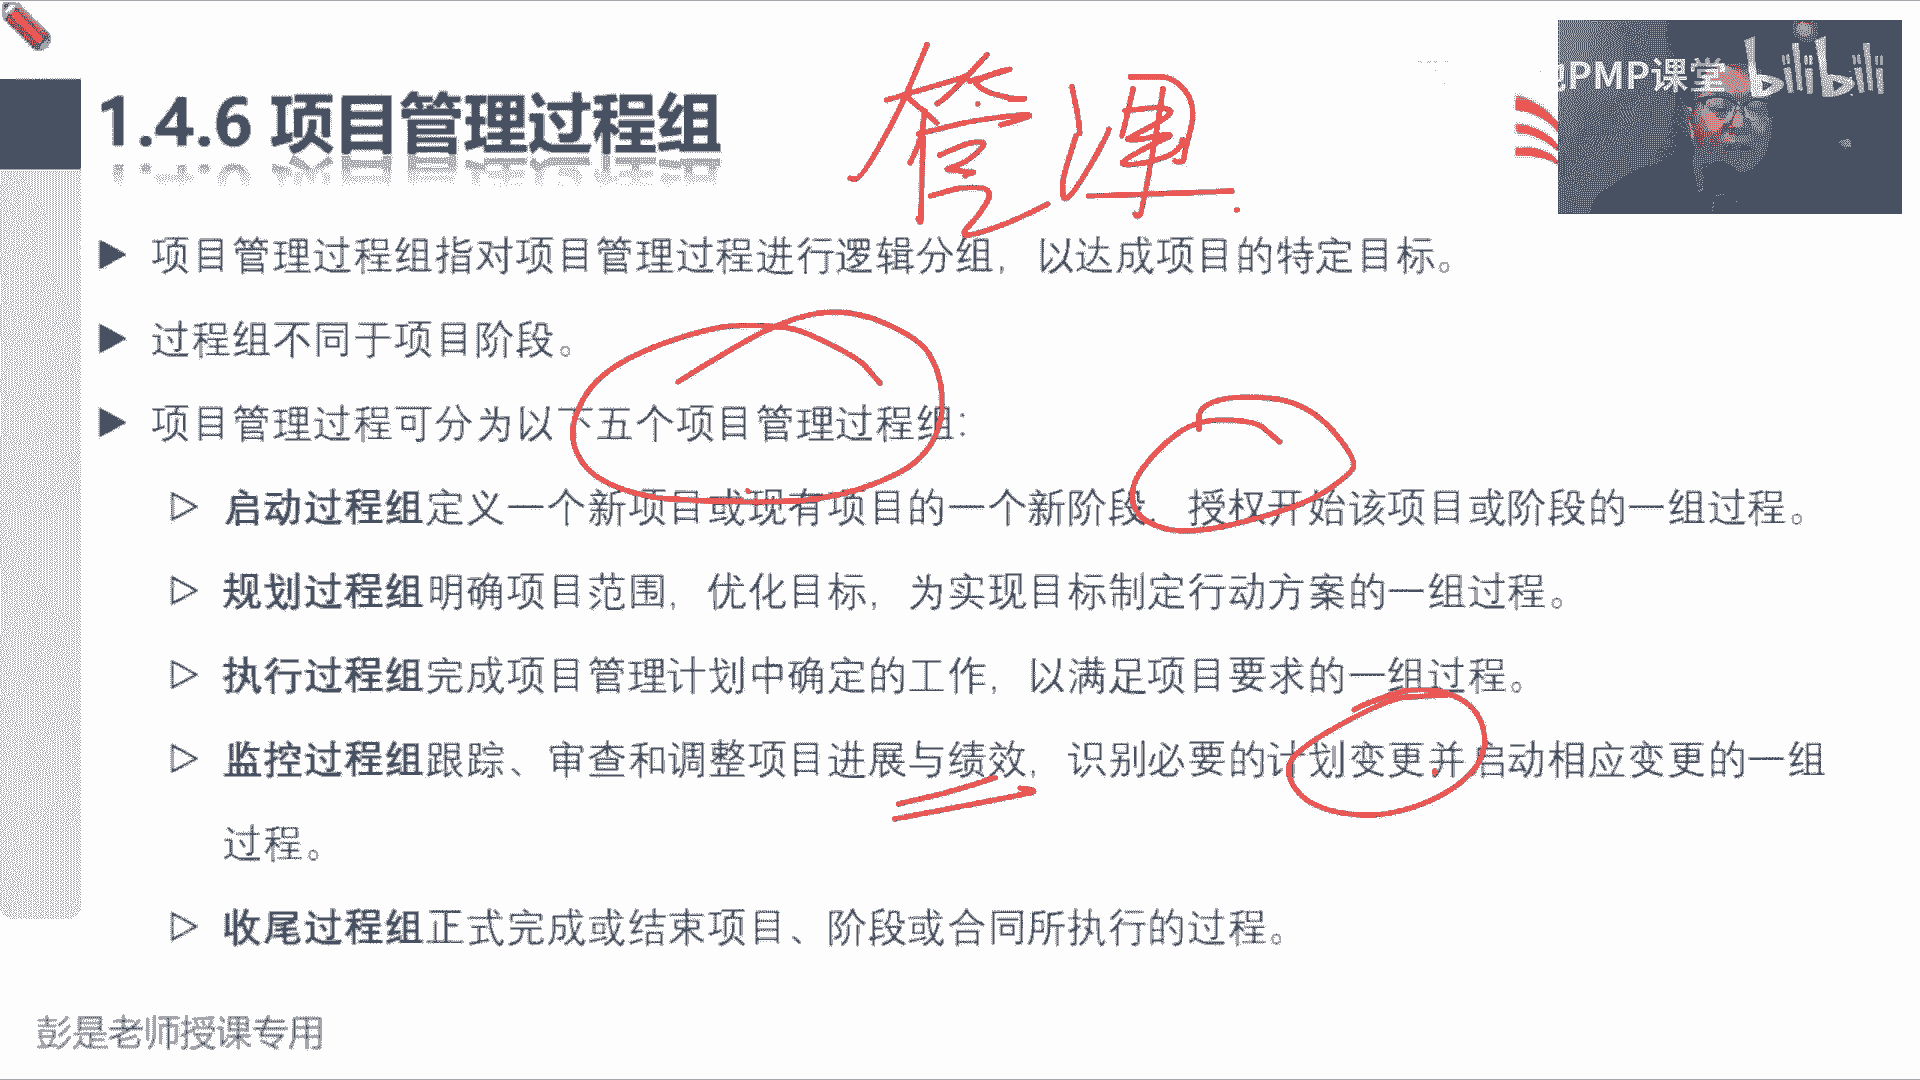 PMP课堂 bilibili
1.4.6 项目管理过程组
管理
▶ 项目管理过程组指对项目管理过程进行逻辑分组，以达成项目的特定目标。
▶ 过程组不同于项目阶段。
▶ 项目管理过程可分为以下五个项目管理过程组：
▷ 启动过程组定义一个新项目或现有项目的一个新阶段，授权开始该项目或阶段的一组过程。
▷ 规划过程组明确项目范围，优化目标，为实现目标制定行动方案的一组过程。
▷ 执行过程组完成项目管理计划中确定的工作，以满足项目要求的一组过程。
▷ 监控过程组跟踪、审查和调整项目进展与绩效，识别必要的计划变更并启动相应变更的一组
过程。
▷ 收尾过程组正式完成或结束项目、阶段或合同所执行的过程。
彭是老师授课专用